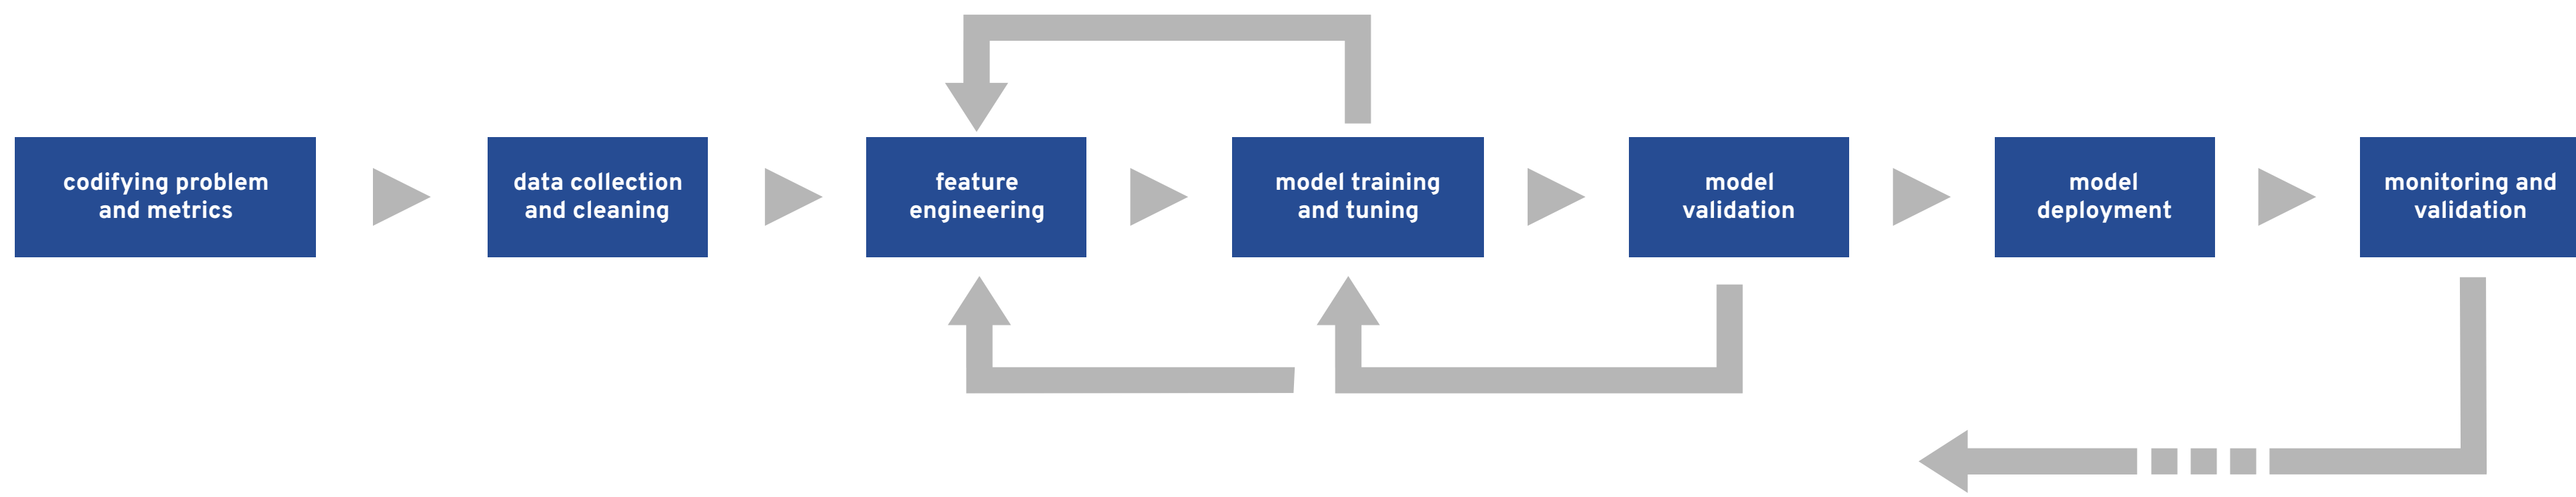 codifying problem
and metrics
data collection
and cleaning
feature
engineering
model training
and tuning
model
validation
model
deployment
monitoring and
validation